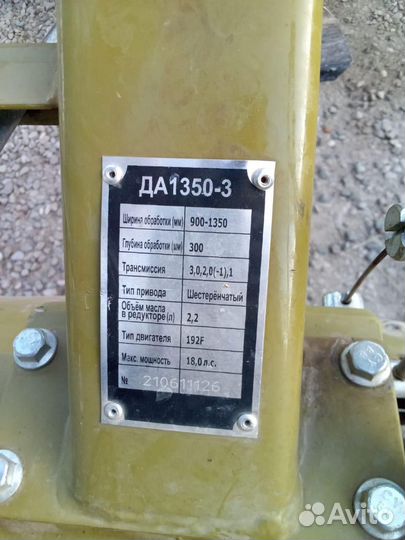 ДА1350-3
Ширина обработки (мм) 900-1350
Глубина обработки (мм) 300
Трансмиссия 3,0,2,0(-1),1
Тип привода Шестерёнчатый
Объём масла
в редукторе(л) 2,2
Тип двигателя 192F
Макс. мощность 18,0 л.с.
№ 210611126
Avito